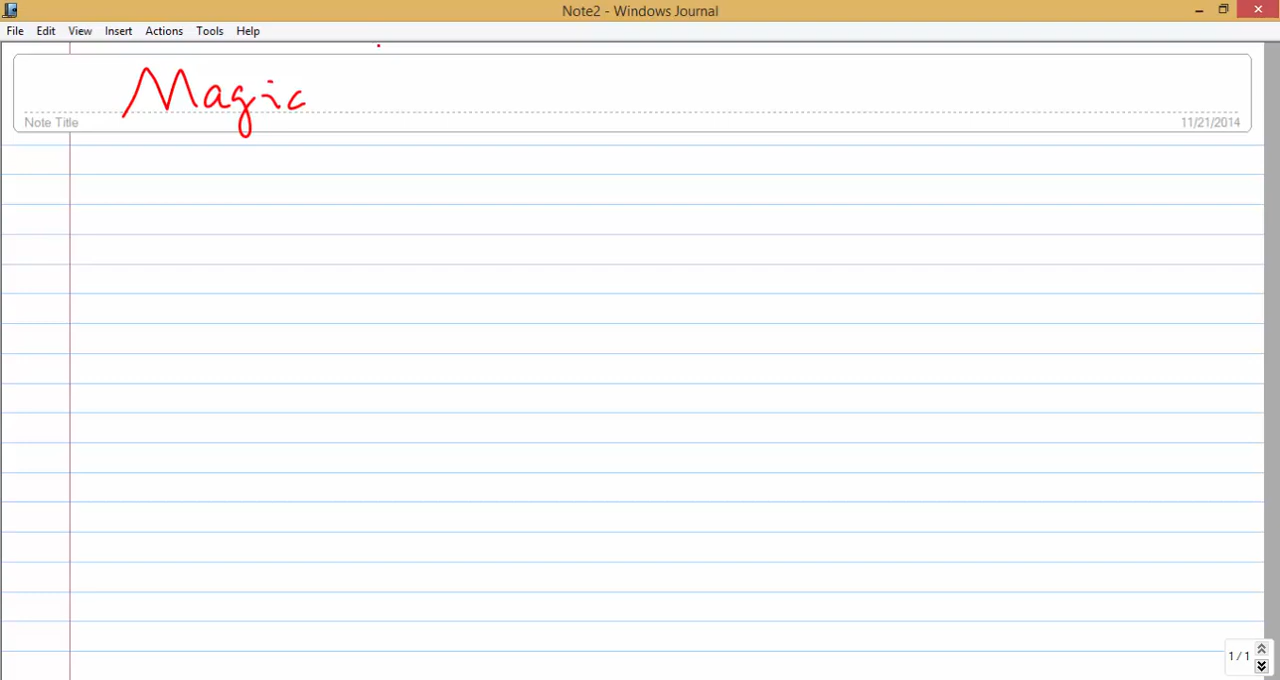 Note2 - Windows Journal
File Edit View Insert Actions Tools Help
Magic
Note Title 11/21/2014
1 / 1